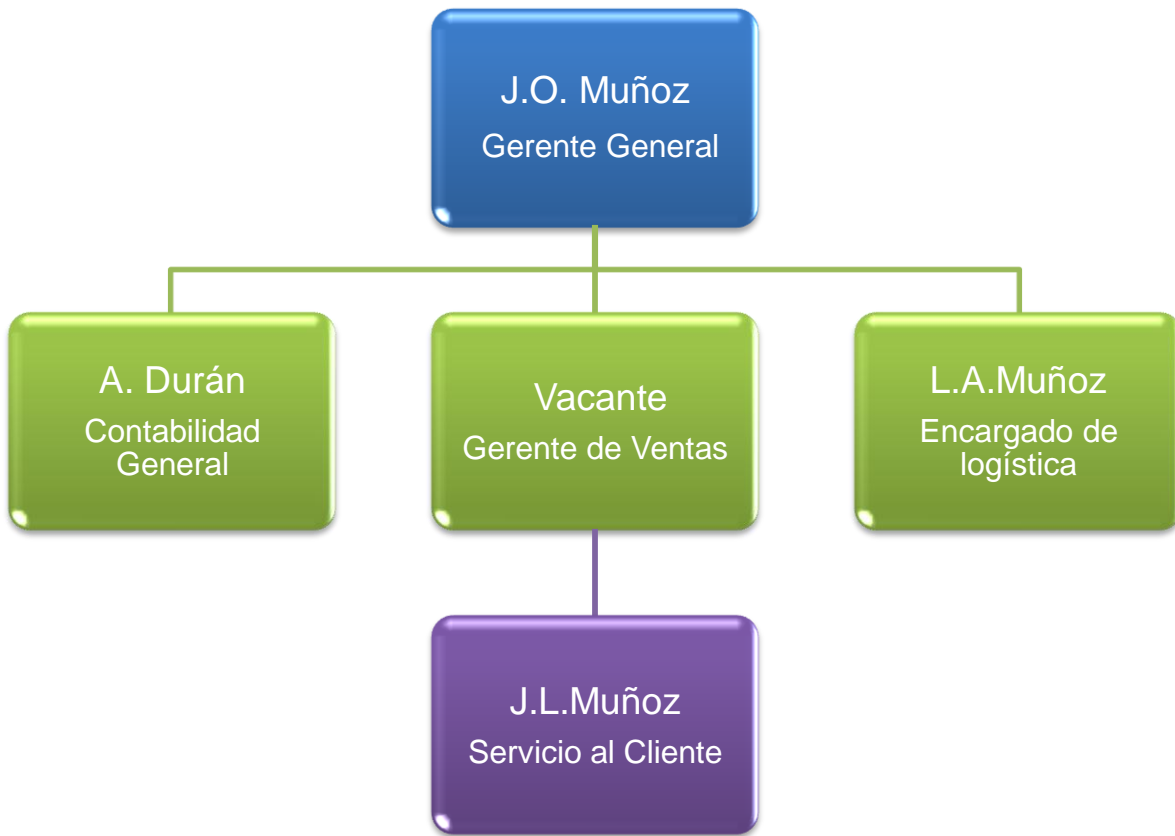 J.O. Muñoz
Gerente General
A. Durán
Contabilidad
General
Vacante
Gerente de Ventas
L.A.Muñoz
Encargado de
logística
J.L.Muñoz
Servicio al Cliente